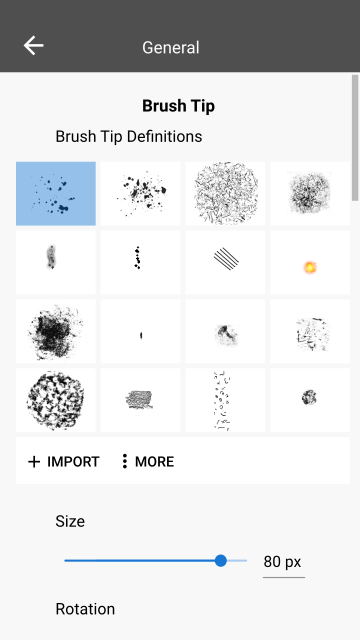 General
Brush Tip
Brush Tip Definitions
IMPORT
MORE
Size
80 px
Rotation